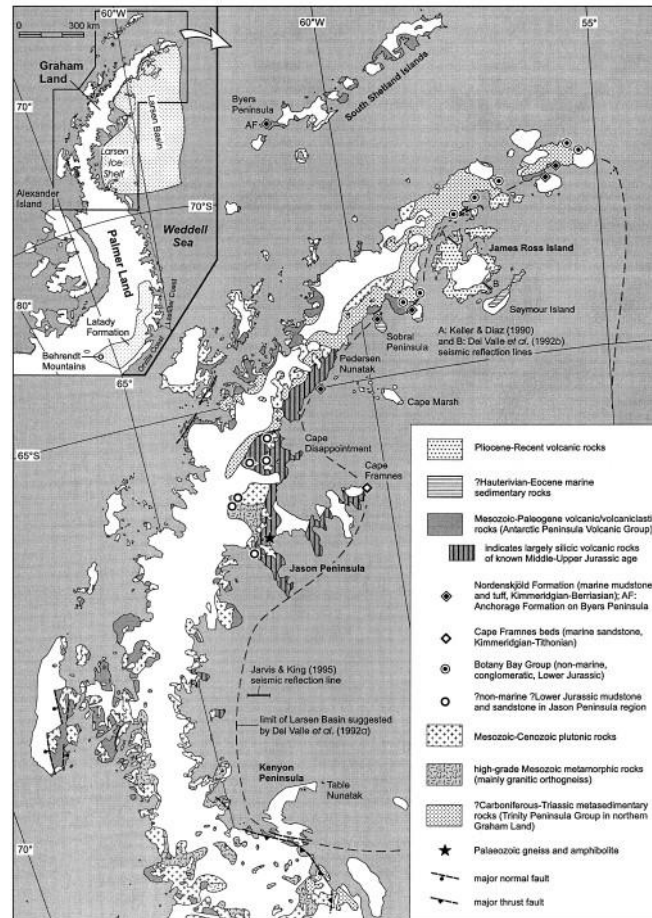 0 300 km
60°W
60°W
55°
Graham
Land
70°
Larsen Basin
Larsen
Ice
Shelf
Alexander
Island
70°S
Weddell
Sea
Palmer Land
80°
Latady
Formation
Behrendt
Mountains
65°
Byers
Peninsula
AF
South Shetland Islands
James Ross Island
B
Seymour Island
Sobral
Peninsula
A: Keller & Diaz (1990)
and B: Del Valle et al. (1992b)
seismic reflection lines
Pedersen
Nunatak
Cape Marsh
65°S
Cape
Disappointment
Cape
Framnes
Jason Peninsula
Jarvis & King (1995)
seismic reflection line
limit of Larsen Basin suggested
by Del Valle et al. (1992a)
Kenyon
Peninsula
Table
Nunatak
70°
Pliocene-Recent volcanic rocks
?Hauterivian-Eocene marine
sedimentary rocks
Mesozoic-Paleogene volcanic/volcaniclastic
rocks (Antarctic Peninsula Volcanic Group)
indicates largely silicic volcanic rocks
of known Middle-Upper Jurassic age
Nordenskjöld Formation (marine mudstone
and tuff, Kimmeridgian-Berriasian); AF:
Anchorage Formation on Byers Peninsula
Cape Framnes beds (marine sandstone,
Kimmeridgian-Tithonian)
Botany Bay Group (non-marine,
conglomeratic, Lower Jurassic)
?non-marine ?Lower Jurassic mudstone
and sandstone in Jason Peninsula region
Mesozoic-Cenozoic plutonic rocks
high-grade Mesozoic metamorphic rocks
(mainly granitic orthogneiss)
?Carboniferous-Triassic metasedimentary
rocks (Trinity Peninsula Group in northern
Graham Land)
Palaeozoic gneiss and amphibolite
major normal fault
major thrust fault